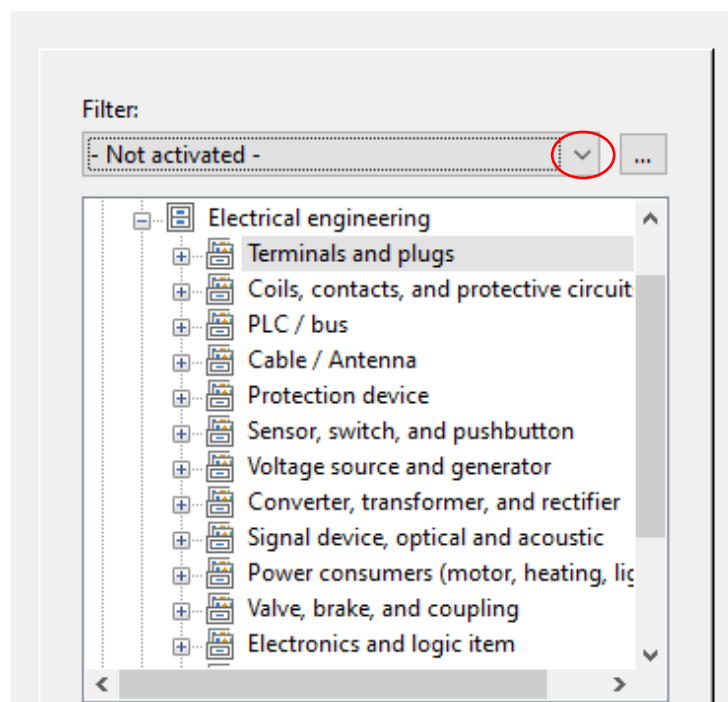 Filter:
- Not activated -
...
Electrical engineering
Terminals and plugs
Coils, contacts, and protective circuit
PLC / bus
Cable / Antenna
Protection device
Sensor, switch, and pushbutton
Voltage source and generator
Converter, transformer, and rectifier
Signal device, optical and acoustic
Power consumers (motor, heating, lig
Valve, brake, and coupling
Electronics and logic item